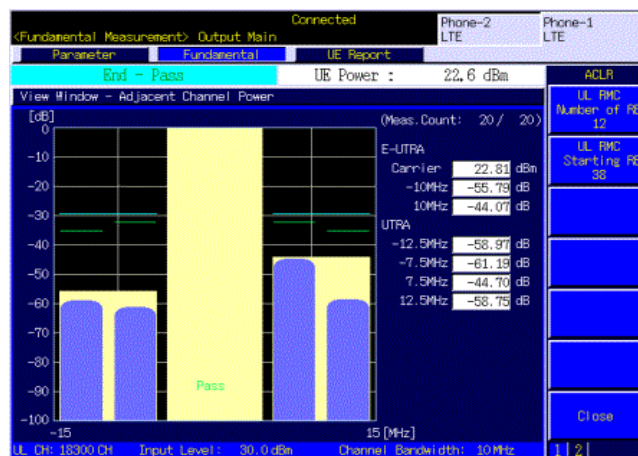 Connected
Phone-2
LTE
Phone-1
LTE
<Fundamental Measurement> Output Main
Parameter
Fundamental
UE Report
End - Pass
UE Power : 22.6 dBm
ACLR
View Window - Adjacent Channel Power
UL RMC
Number of RB
12
[dB]
(Meas.Count: 20/ 20)
UL RMC
Starting RB
38
0
-10
-20
-30
-40
-50
-60
-70
-80
-90
-100
E-UTRA
Carrier 22.81 dBm
-10MHz -55.79 dB
10MHz -44.07 dB
UTRA
-12.5MHz -58.97 dB
-7.5MHz -61.19 dB
7.5MHz -44.70 dB
12.5MHz -58.75 dB
Pass
-15
15 [MHz]
Close
UL CH: 18300 CH Input Level: 30.0 dBm Channel Bandwidth: 10 MHz
1 2